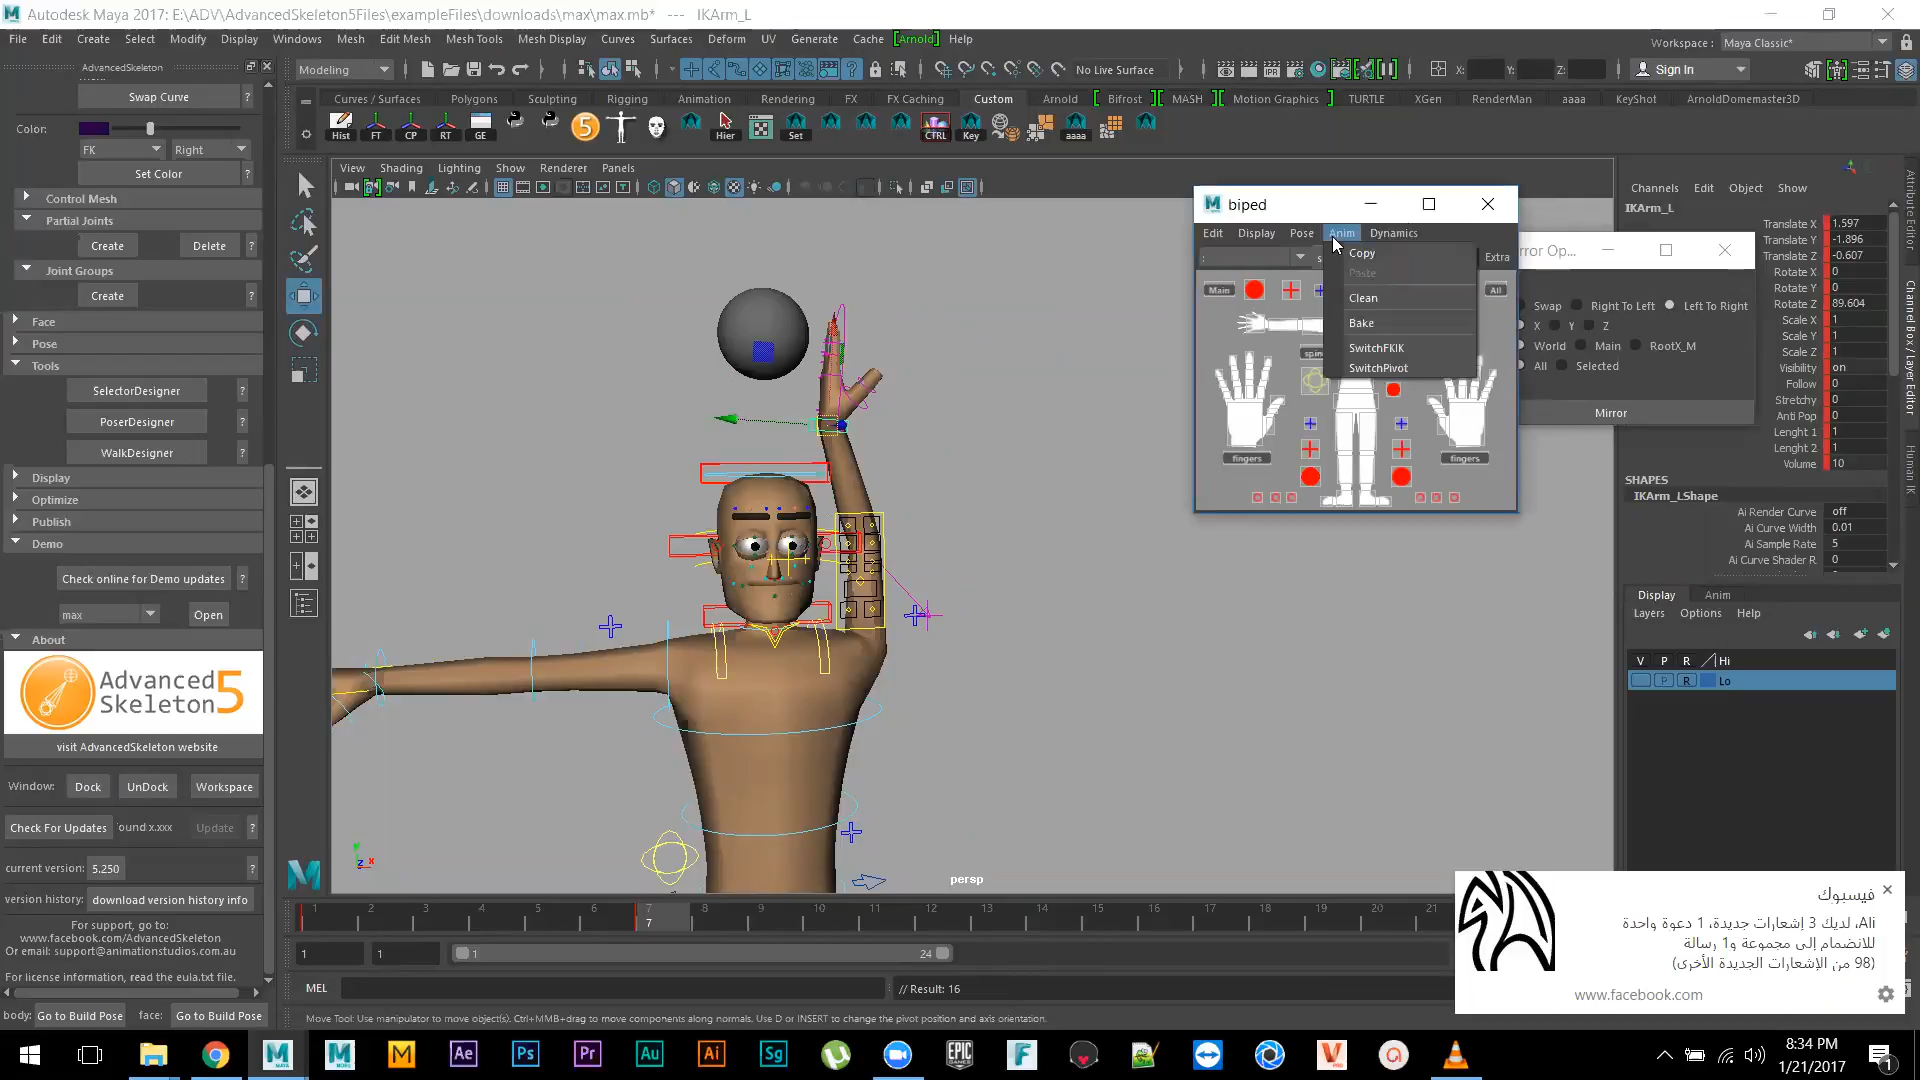 Autodesk Maya 2017: E:\ADV\AdvancedSkeleton5Files\exampleFiles\downloads\max\max.mb* --- IKArm_L
File Edit Create Select Modify Display Windows Mesh Edit Mesh Mesh Tools Mesh Display Curves Surfaces Deform UV Generate Cache [Arnold] Help
Workspace : Maya Classic*
AdvancedSkeleton
Modeling
No Live Surface
X:
Y:
Z:
Sign In
Curves / Surfaces Polygons Sculpting Rigging Animation Rendering FX FX Caching Custom Arnold Bifrost MASH Motion Graphics TURTLE XGen RenderMan aaaa KeyShot ArnoldDomemaster3D
Hist FT CP RT GE Hier Set CTRL Key aaaa
Swap Curve ?
Color:
FK Right
Set Color ?
Control Mesh
Partial Joints
Create Delete ?
Joint Groups
Create ?
Face
Pose
Tools
SelectorDesigner ?
PoserDesigner ?
WalkDesigner ?
Display
Optimize
Publish
Demo
Check online for Demo updates ?
max Open
About
Advanced
Skeleton 5
visit AdvancedSkeleton website
Window: Dock UnDock Workspace
Check For Updates ound x.xxx Update ?
current version: 5.250 ?
version history: download version history info
For support, go to:
www.facebook.com/AdvancedSkeleton
Or email: support@animationstudios.com.au
For license information, read the eula.txt file.
body: Go to Build Pose face: Go to Build Pose
View Shading Lighting Show Renderer Panels
persp
biped
Edit Display Pose Anim Dynamics
:
Extra
Main
All
Copy
Paste
Clean
Bake
SwitchFKIK
SwitchPivot
fingers
fingers
rror Op...
Swap Right To Left Left To Right
X Y Z
World Main RootX_M
All Selected
Mirror
Channels Edit Object Show
IKArm_L
Translate X 1.597
Translate Y -1.896
Translate Z -0.607
Rotate X 0
Rotate Y 0
Rotate Z 89.604
Scale X 1
Scale Y 1
Scale Z 1
Visibility on
Follow 0
Stretchy 0
Anti Pop 0
Lenght 1 1
Lenght 2 1
Volume 10
SHAPES
IKArm_LShape
Ai Render Curve off
Ai Curve Width 0.01
Ai Sample Rate 5
Ai Curve Shader R 0
Attribute Editor
Channel Box / Layer Editor
Human IK
Display Anim
Layers Options Help
V P R Hi
P R Lo
1 2 3 4 5 6 7 8 9 10 11 12 13 14 15 16 17 18 19 20 21
7
1 1 1 24
MEL
// Result: 16
Move Tool: Use manipulator to move object(s). Ctrl+MMB+drag to move components along normals. Use D or INSERT to change the pivot position and axis orientation.
فيسبوك
Ali، لديك 3 إشعارات جديدة، 1 دعوة واحدة
للانضمام إلى مجموعة و1 رسالة
(98 من الإشعارات الجديدة الأخرى)
www.facebook.com
8:34 PM
1/21/2017
1